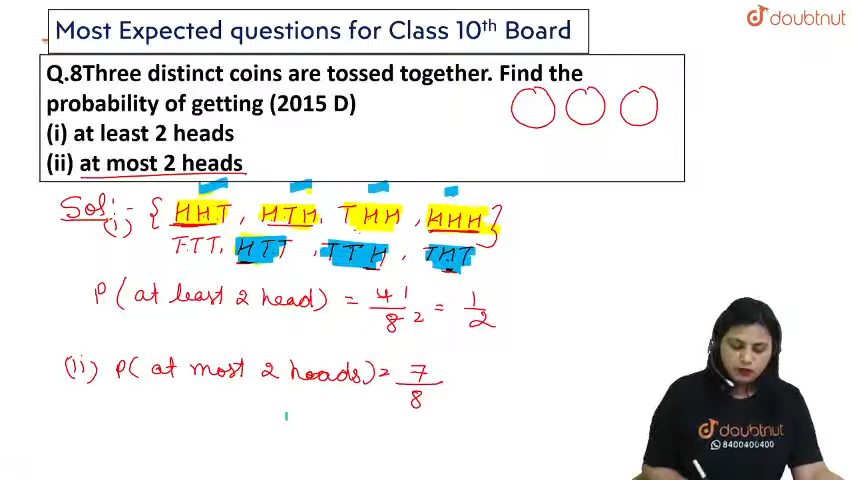 doubtnut
Most Expected questions for Class 10th Board
Q.8Three distinct coins are tossed together. Find the
probability of getting (2015 D)
(i) at least 2 heads
(ii) at most 2 heads
Sol:- { HHT, HTH, THH, HHH }
(i)
TTT, HTT, TTH, THT
P (at least 2 head) = 4 1 / 8 2 = 1/2
(ii) P( at most 2 heads) = 7/8
doubtnut
8400400400